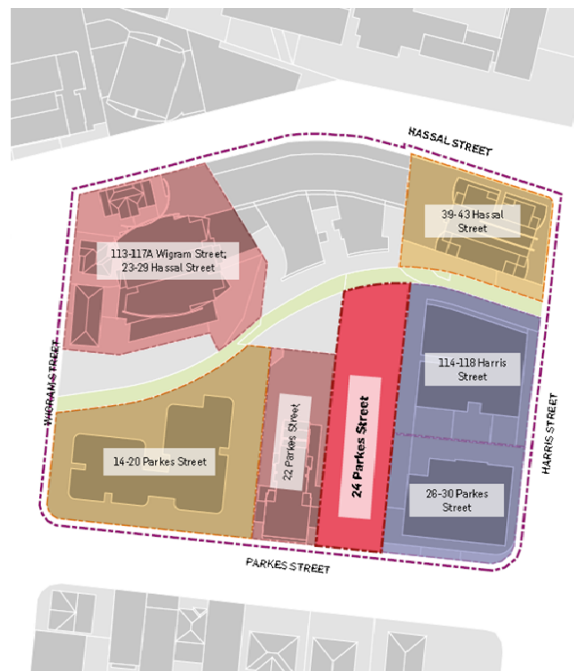 HASSAL STREET
39-43 Hassal
Street
113-117A Wigram Street;
23-29 Hassal Street
WIGRAM STREET
114-118 Harris
Street
HARRIS STREET
24 Parkes Street
22 Parkes Street
14-20 Parkes Street
26-30 Parkes
Street
PARKES STREET